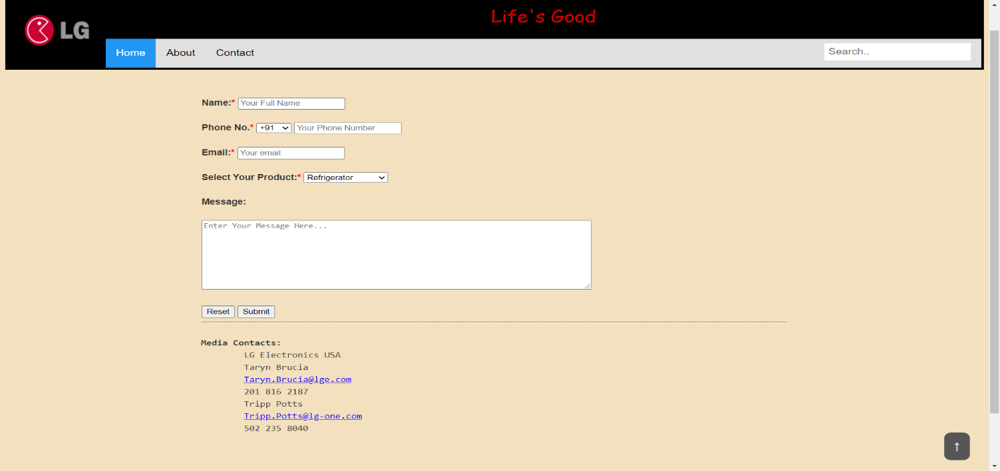 Life's Good
LG
Home About Contact Search..
Name:* Your Full Name
Phone No.* +91 Your Phone Number
Email:* Your email
Select Your Product:* Refrigerator
Message:
Enter Your Message Here...
Reset Submit
Media Contacts:
LG Electronics USA
Taryn Brucia
Taryn.Brucia@lge.com
201 816 2187
Tripp Potts
Tripp.Potts@lg-one.com
502 235 8040
↑